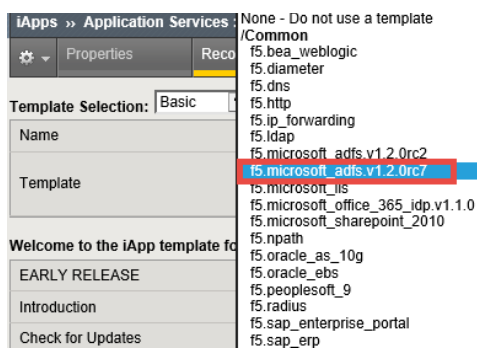 iApps » Application Services :
Properties
Reco
Template Selection: Basic
Name
Template
Welcome to the iApp template fo
EARLY RELEASE
Introduction
Check for Updates
None - Do not use a template
/Common
f5.bea_weblogic
f5.diameter
f5.dns
f5.http
f5.ip_forwarding
f5.ldap
f5.microsoft_adfs.v1.2.0rc2
f5.microsoft_adfs.v1.2.0rc7
f5.microsoft_iis
f5.microsoft_office_365_idp.v1.1.0
f5.microsoft_sharepoint_2010
f5.npath
f5.oracle_as_10g
f5.oracle_ebs
f5.peoplesoft_9
f5.radius
f5.sap_enterprise_portal
f5.sap_erp